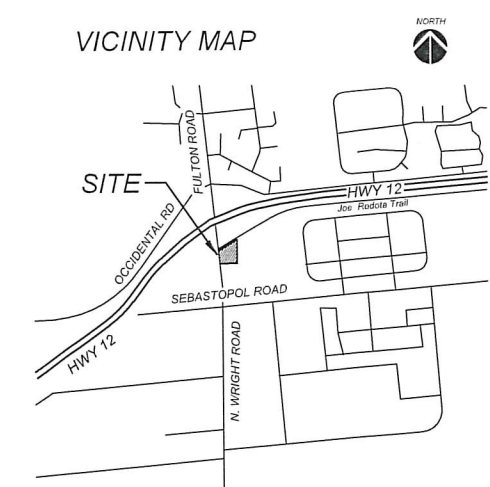 NORTH
VICINITY MAP
FULTON ROAD
SITE
HWY 12
Joe Rodota Trail
OCCIDENTAL RD
SEBASTOPOL ROAD
N. WRIGHT ROAD
HWY 12